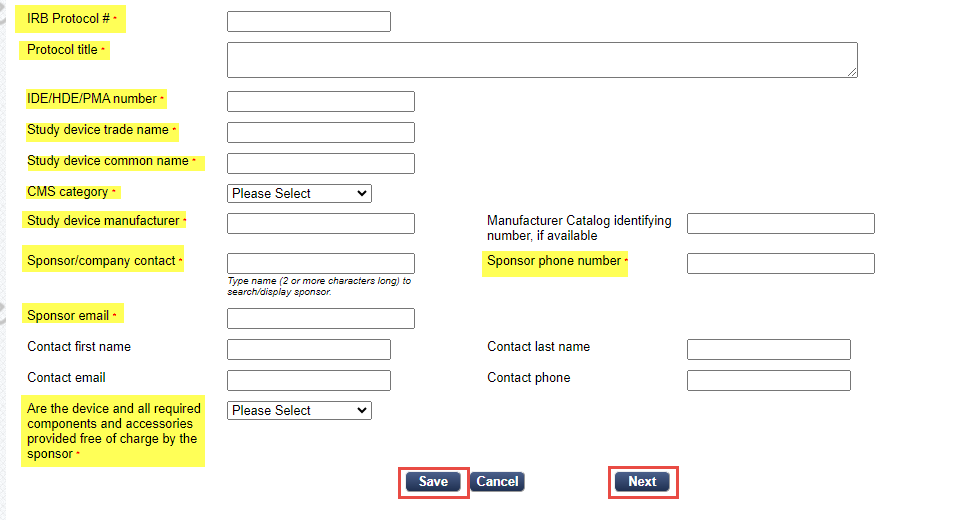 IRB Protocol # *
Protocol title *
IDE/HDE/PMA number *
Study device trade name *
Study device common name *
CMS category *
Please Select
Study device manufacturer *
Manufacturer Catalog identifying
number, if available
Sponsor/company contact *
Type name (2 or more characters long) to
search/display sponsor.
Sponsor phone number *
Sponsor email *
Contact first name
Contact last name
Contact email
Contact phone
Are the device and all required
components and accessories
provided free of charge by the
sponsor *
Please Select
Save
Cancel
Next